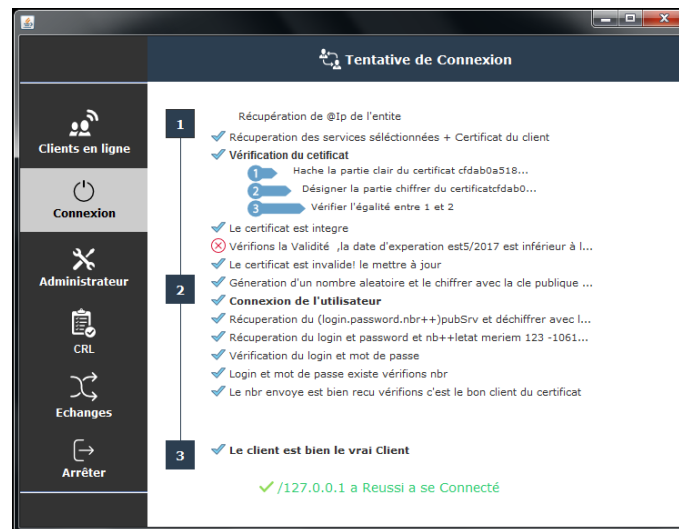 Tentative de Connexion
Clients en ligne
Connexion
Administrateur
CRL
Echanges
Arrêter
1
Récupération de @Ip de l'entite
Récuperation des services séléctionnées + Certificat du client
Vérification du cetificat
1 Hache la partie clair du certificat cfdab0a518...
2 Désigner la partie chiffrer du certificatcfdab0...
3 Vérifier l'égalité entre 1 et 2
Le certificat est integre
Vérifions la Validité ,la date d'experation est5/2017 est inférieur à l...
Le certificat est invalide! le mettre à jour
2
Géneration d'un nombre aleatoire et le chiffrer avec la cle publique ...
Connexion de l'utilisateur
Récuperation du (login.password.nbr++)pubSrv et déchiffrer avec l...
Récuperation du login et password et nb++letat meriem 123 -1061...
Vérification du login et mot de passe
Login et mot de passe existe vérifions nbr
Le nbr envoye est bien recu vérifions c'est le bon client du certificat
3
Le client est bien le vrai Client
/127.0.0.1 a Reussi a se Connecté